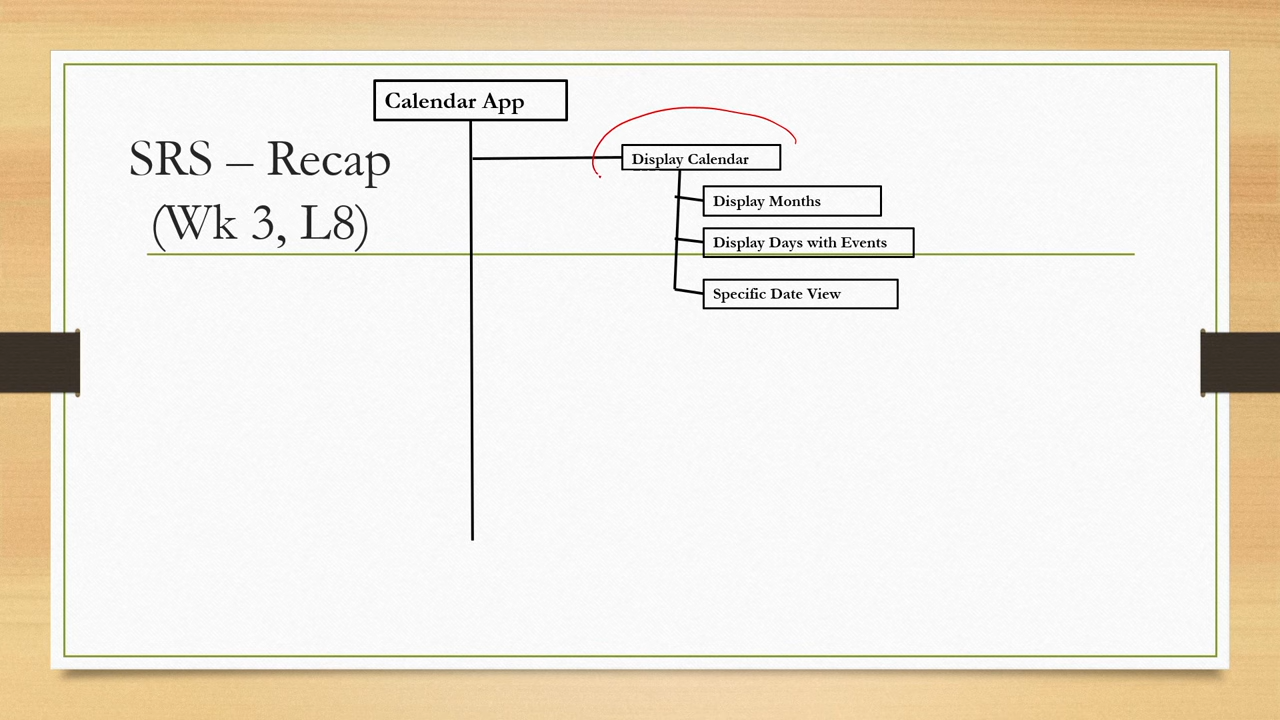 Calendar App
SRS – Recap
(Wk 3, L8)
Display Calendar
Display Months
Display Days with Events
Specific Date View